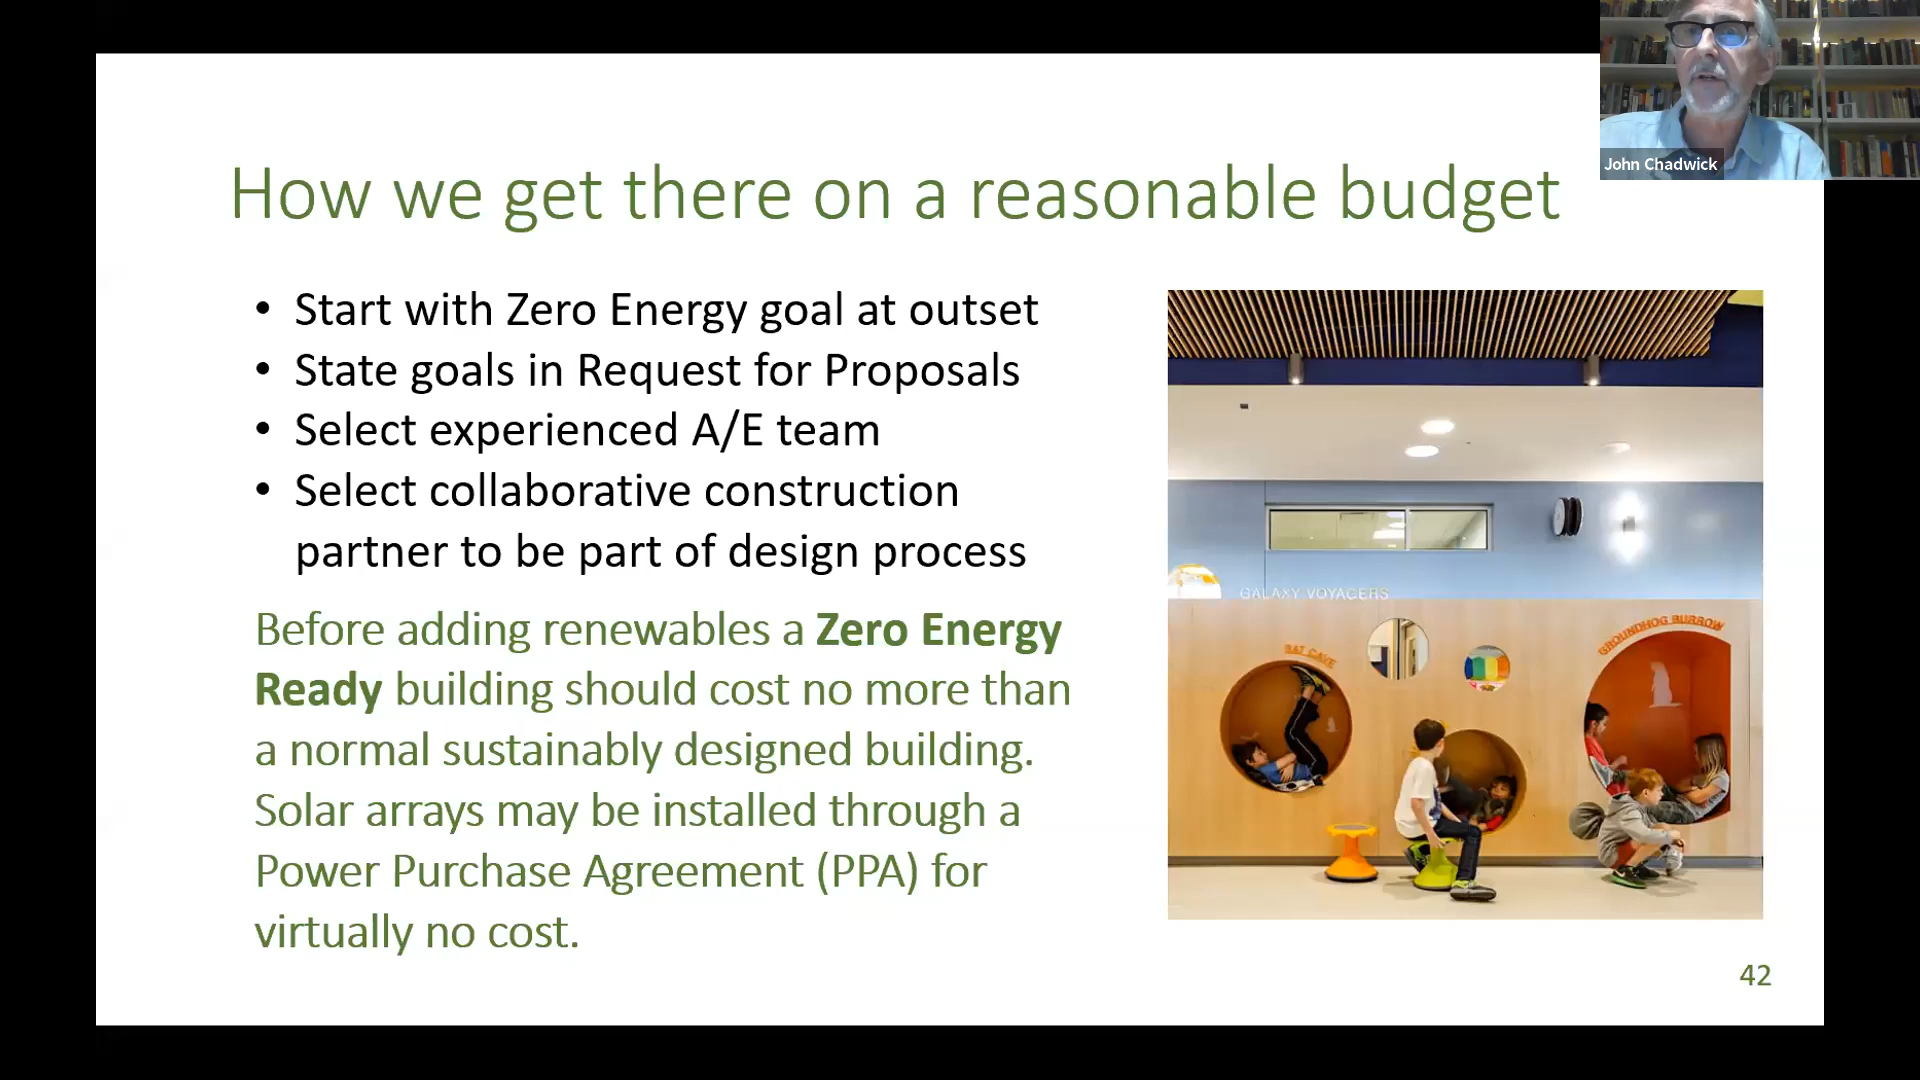 John Chadwick
How we get there on a reasonable budget
• Start with Zero Energy goal at outset
• State goals in Request for Proposals
• Select experienced A/E team
• Select collaborative construction
partner to be part of design process
Before adding renewables a Zero Energy
Ready building should cost no more than
a normal sustainably designed building.
Solar arrays may be installed through a
Power Purchase Agreement (PPA) for
virtually no cost.
GALAXY VOYAGERS
BAT CAVE
GROUNDHOG BURROW
42